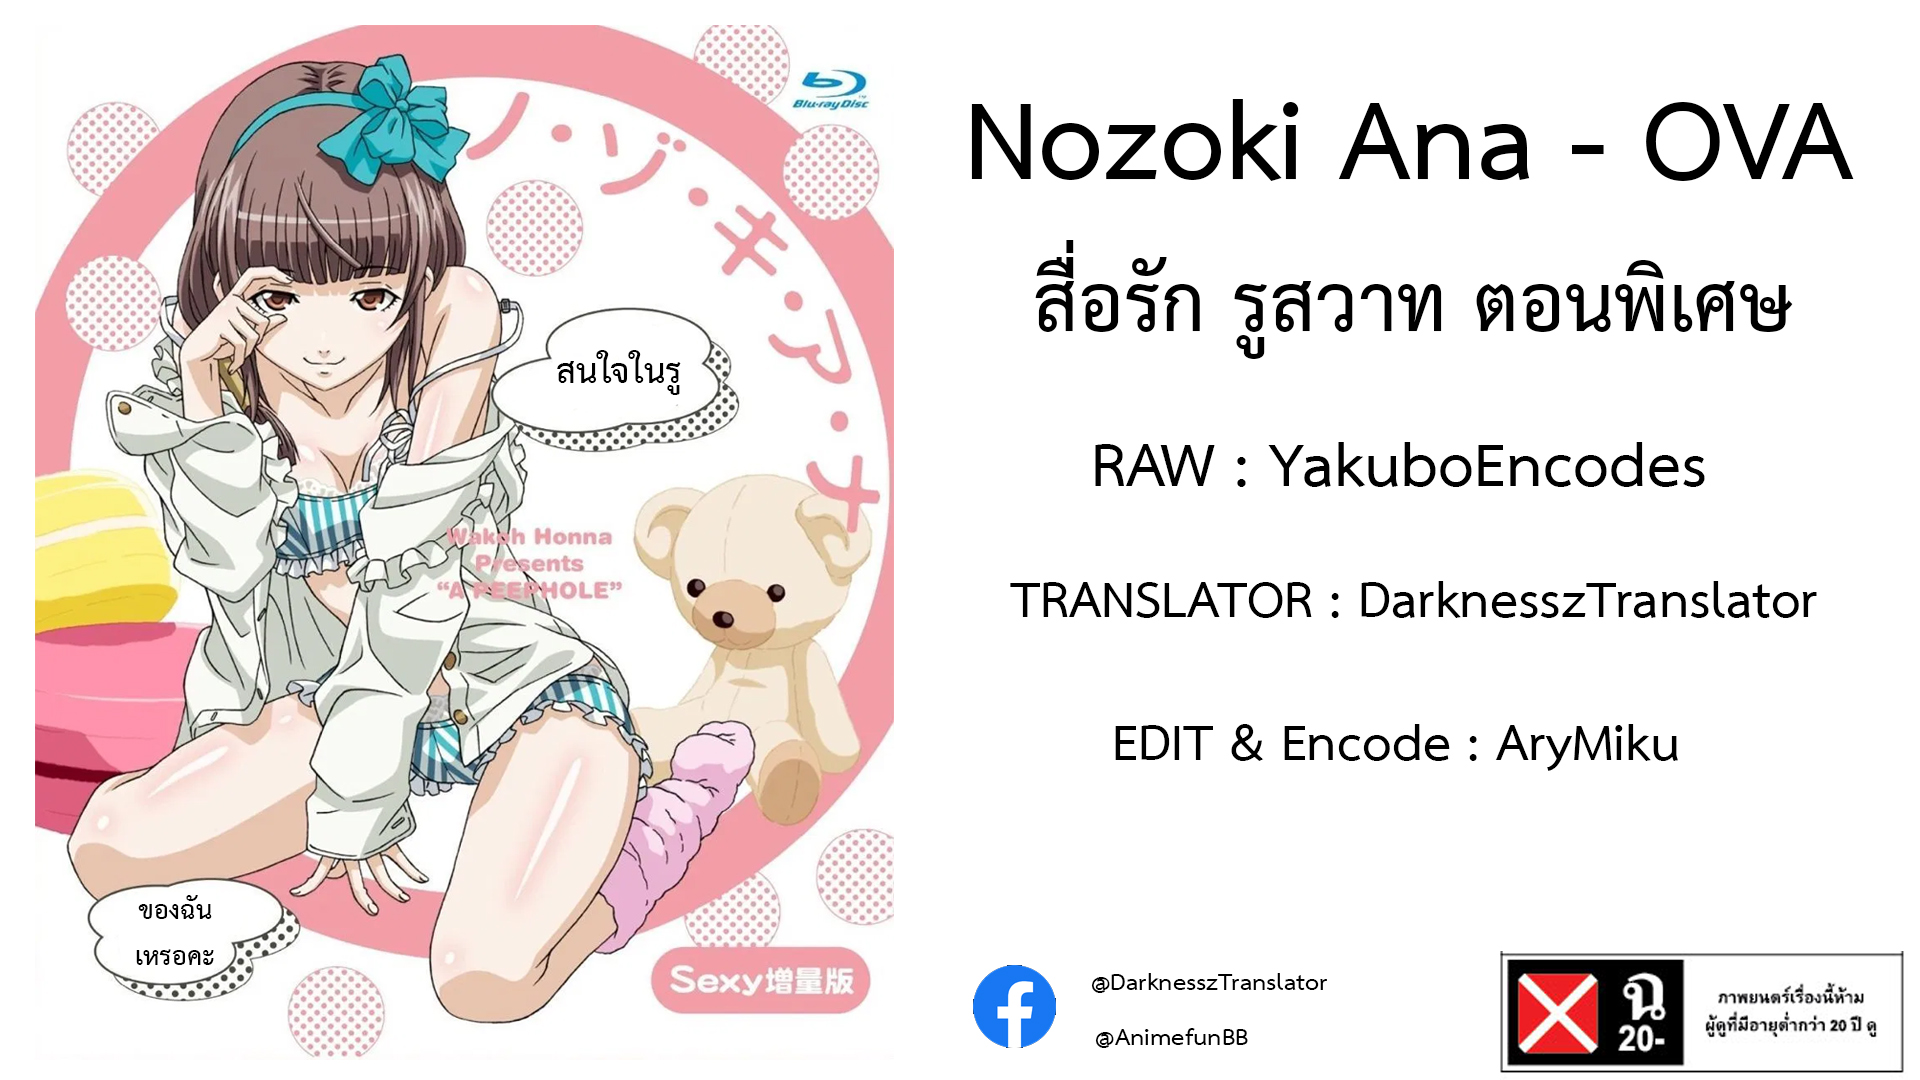 Blu-ray Disc
ノ・ゾ・キ・ア・ナ
สนใจในรู
Wakoh Honna
Presents
“A PEEPHOLE”
ของฉัน
เหรอคะ
Sexy増量版
Nozoki Ana - OVA
สื่อรัก รูสวาท ตอนพิเศษ
RAW : YakuboEncodes
TRANSLATOR : DarknesszTranslator
EDIT & Encode : AryMiku
@DarknesszTranslator
@AnimefunBB
ฉ
20-
ภาพยนตร์เรื่องนี้ห้าม
ผู้ดูที่มีอายุต่ำกว่า 20 ปี ดู